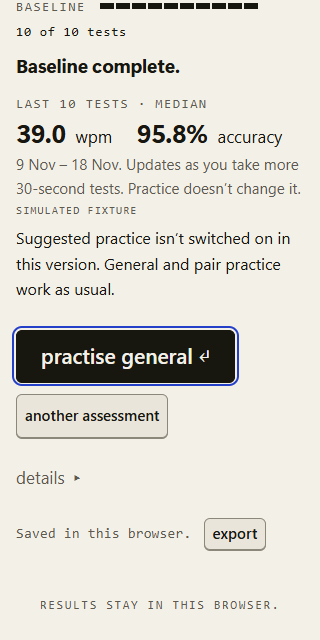 BASELINE
10 of 10 tests
Baseline complete.
LAST 10 TESTS · MEDIAN
39.0 wpm 95.8% accuracy
9 Nov – 18 Nov. Updates as you take more
30-second tests. Practice doesn't change it.
SIMULATED FIXTURE
Suggested practice isn't switched on in
this version. General and pair practice
work as usual.
practise general ↵
another assessment
details ▸
Saved in this browser. export
RESULTS STAY IN THIS BROWSER.